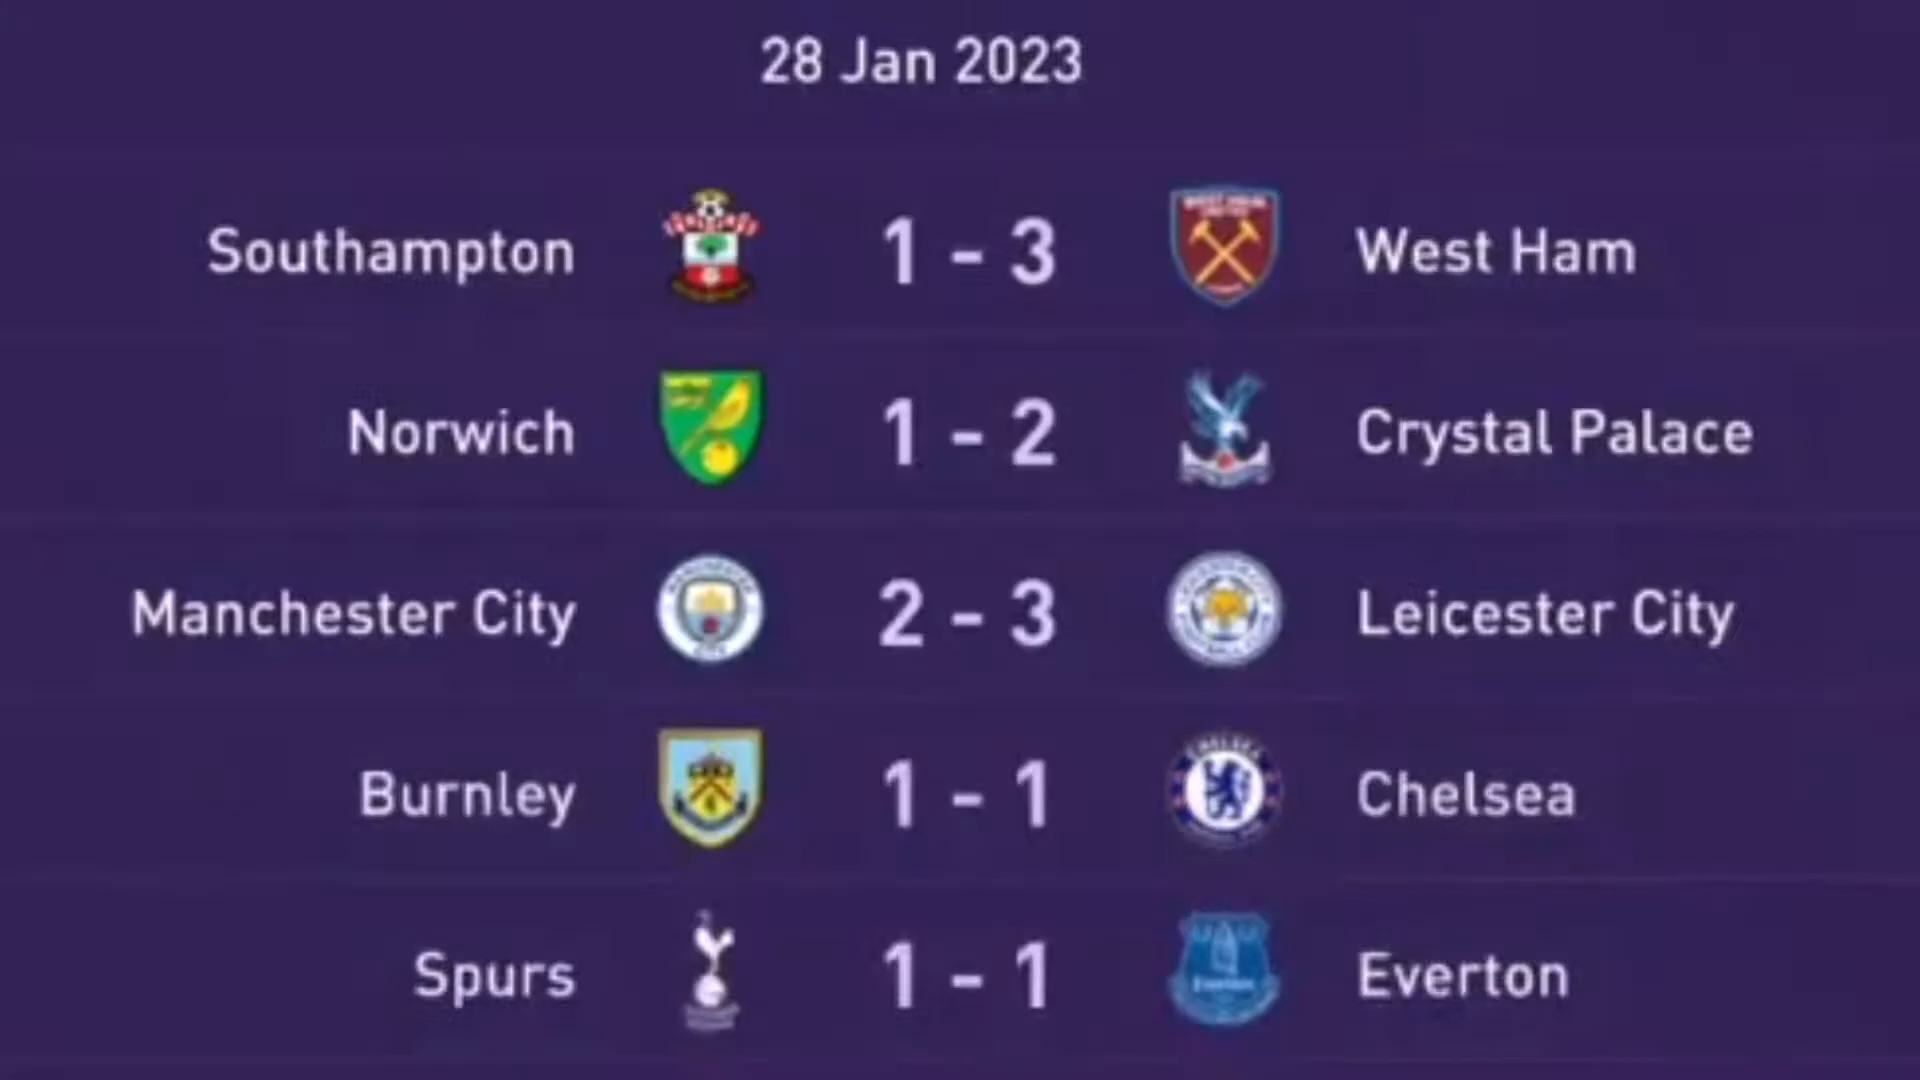 28 Jan 2023
Southampton 1 - 3 West Ham
Norwich 1 - 2 Crystal Palace
Manchester City 2 - 3 Leicester City
Burnley 1 - 1 Chelsea
Spurs 1 - 1 Everton